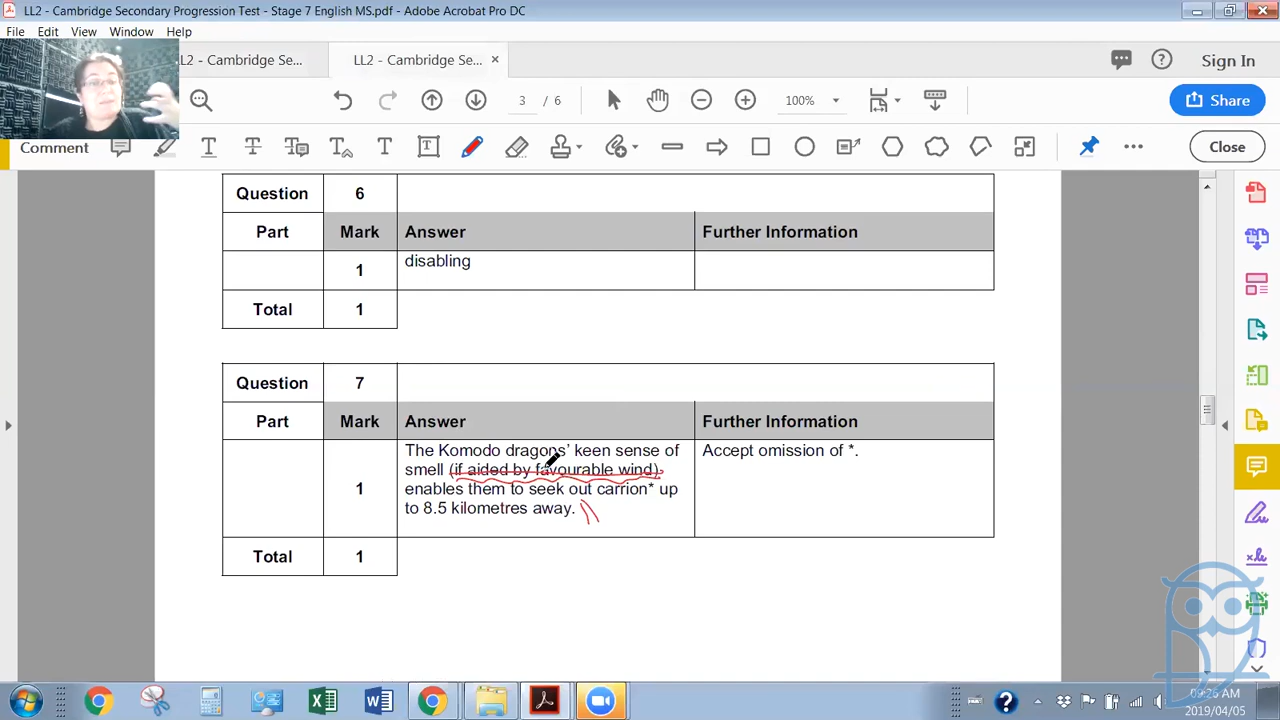 LL2 - Cambridge Secondary Progression Test - Stage 7 English MS.pdf - Adobe Acrobat Pro DC
File Edit View Window Help
LL2 - Cambridge Se... LL2 - Cambridge Se... × Sign In
3 / 6 100% Share
Comment Close
Question 6
Part Mark Answer Further Information
1 disabling
Total 1
Question 7
Part Mark Answer Further Information
The Komodo dragons’ keen sense of Accept omission of *.
smell (if aided by favourable wind)
1 enables them to seek out carrion* up
to 8.5 kilometres away.
Total 1
09:26 AM
2019/04/05